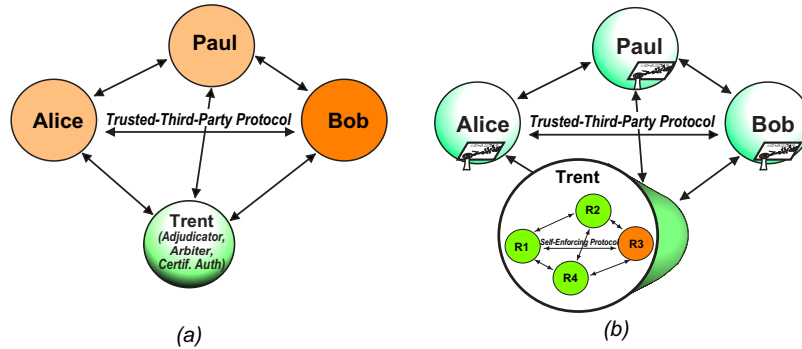 Paul
Alice
Trusted-Third-Party Protocol
Bob
Trent
(Adjudicator,
Arbiter,
Certif. Auth)
(a)
Paul
Alice
Trusted-Third-Party Protocol
Bob
Trent
R2
R1
Self-Enforcing Protocol
R3
R4
(b)